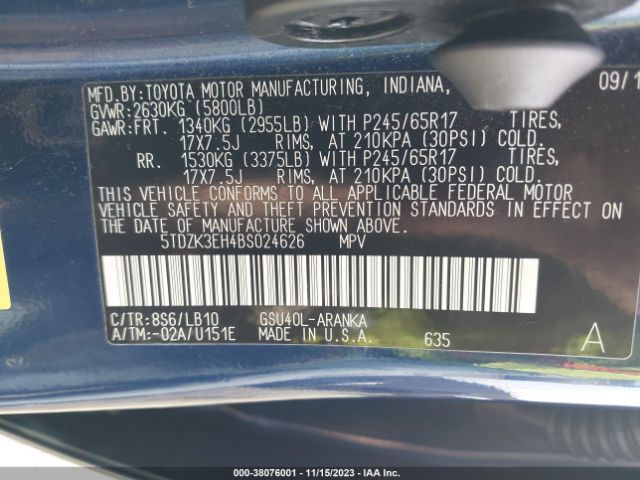 MFD.BY:TOYOTA MOTOR MANUFACTURING, INDIANA, 09/1
GVWR:2630KG (5800LB)
GAWR:FRT. 1340KG (2955LB) WITH P245/65R17 TIRES,
17X7.5J RIMS, AT 210KPA (30PSI) COLD.
RR. 1530KG (3375LB) WITH P245/65R17 TIRES,
17X7.5J RIMS, AT 210KPA (30PSI) COLD.
THIS VEHICLE CONFORMS TO ALL APPLICABLE FEDERAL MOTOR
VEHICLE SAFETY AND THEFT PREVENTION STANDARDS IN EFFECT ON
THE DATE OF MANUFACTURE SHOWN ABOVE.
5TDZK3EH4BS024626 MPV
C/TR:8S6/LB10 GSU40L-ARANKA
A/TM:-02A/U151E MADE IN U.S.A. 635 A
000-38076001 - 11/15/2023 - IAA Inc.